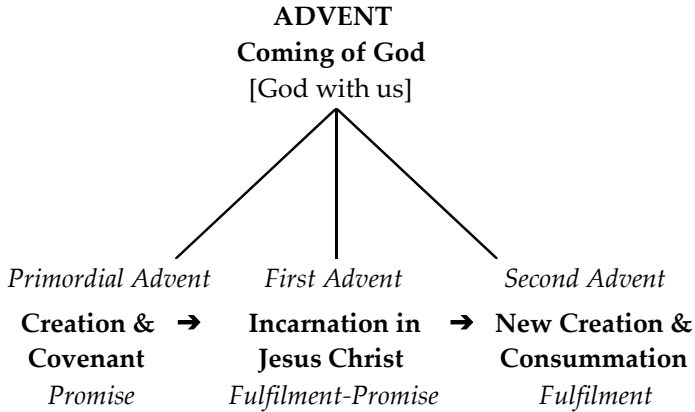 ADVENT
Coming of God
[God with us]
Primordial Advent First Advent Second Advent
Creation & ➔ Incarnation in ➔ New Creation &
Covenant Jesus Christ Consummation
Promise Fulfilment-Promise Fulfilment